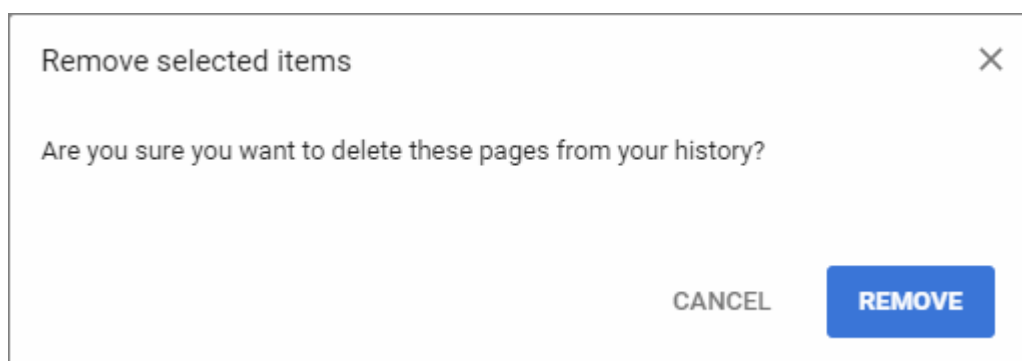 Remove selected items
Are you sure you want to delete these pages from your history?
CANCEL REMOVE